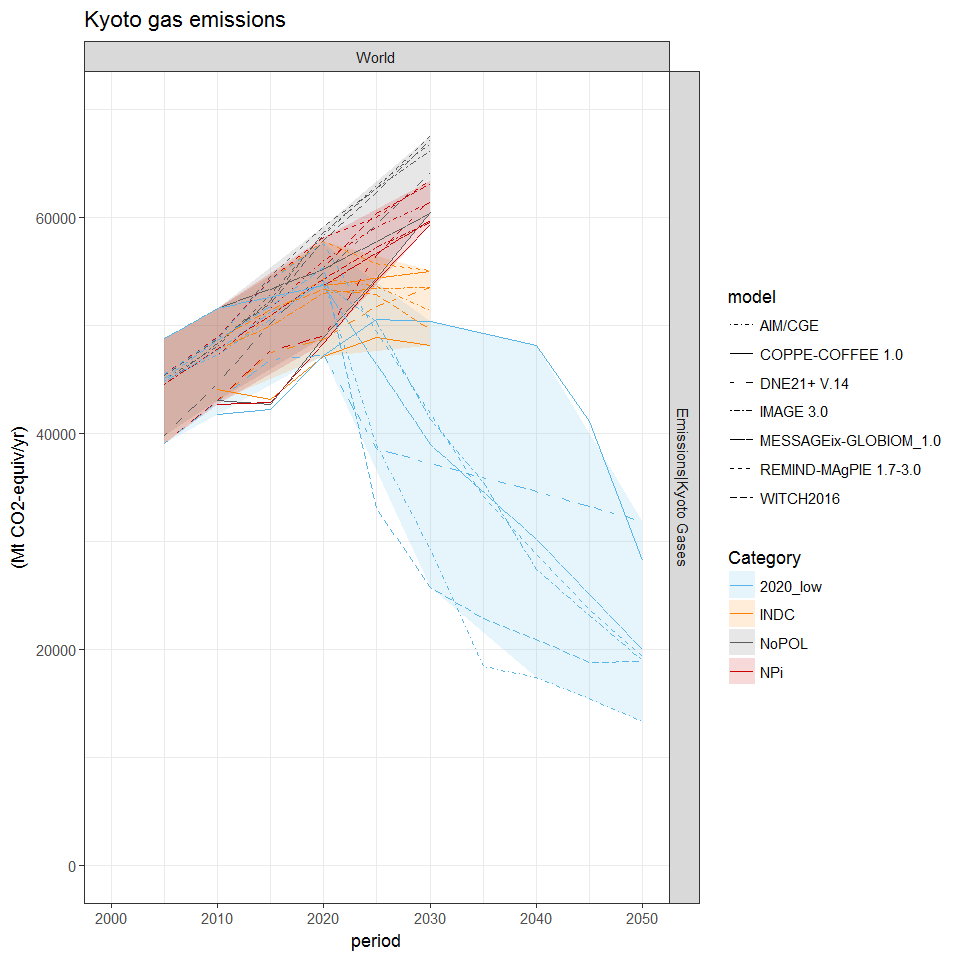 Kyoto gas emissions
World
60000
40000
20000
0
(Mt CO2-equiv/yr)
2000
2010
2020
2030
2040
2050
period
Emissions|Kyoto Gases
model
AIM/CGE
COPPE-COFFEE 1.0
DNE21+ V.14
IMAGE 3.0
MESSAGEix-GLOBIOM_1.0
REMIND-MAgPIE 1.7-3.0
WITCH2016
Category
2020_low
INDC
NoPOL
NPi